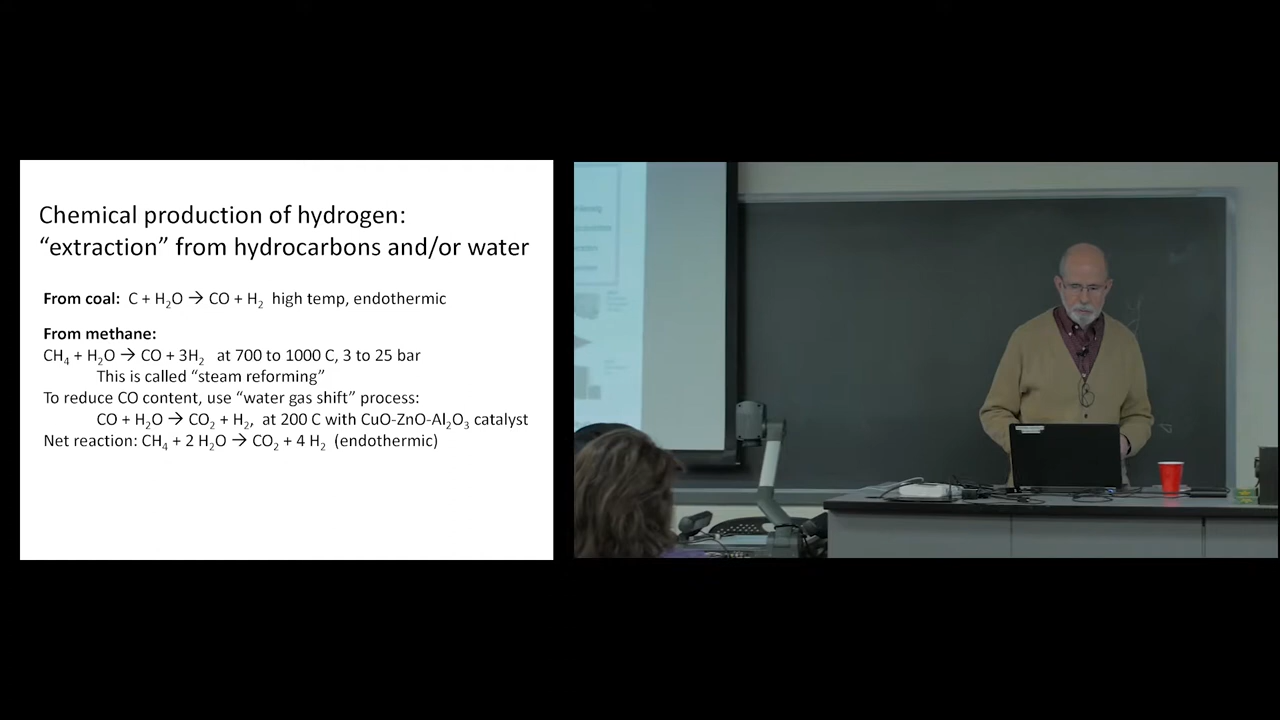 Chemical production of hydrogen:
“extraction” from hydrocarbons and/or water
From coal: C + H₂O → CO + H₂ high temp, endothermic
From methane:
CH₄ + H₂O → CO + 3H₂ at 700 to 1000 C, 3 to 25 bar
This is called “steam reforming”
To reduce CO content, use “water gas shift” process:
CO + H₂O → CO₂ + H₂, at 200 C with CuO-ZnO-Al₂O₃ catalyst
Net reaction: CH₄ + 2 H₂O → CO₂ + 4 H₂ (endothermic)